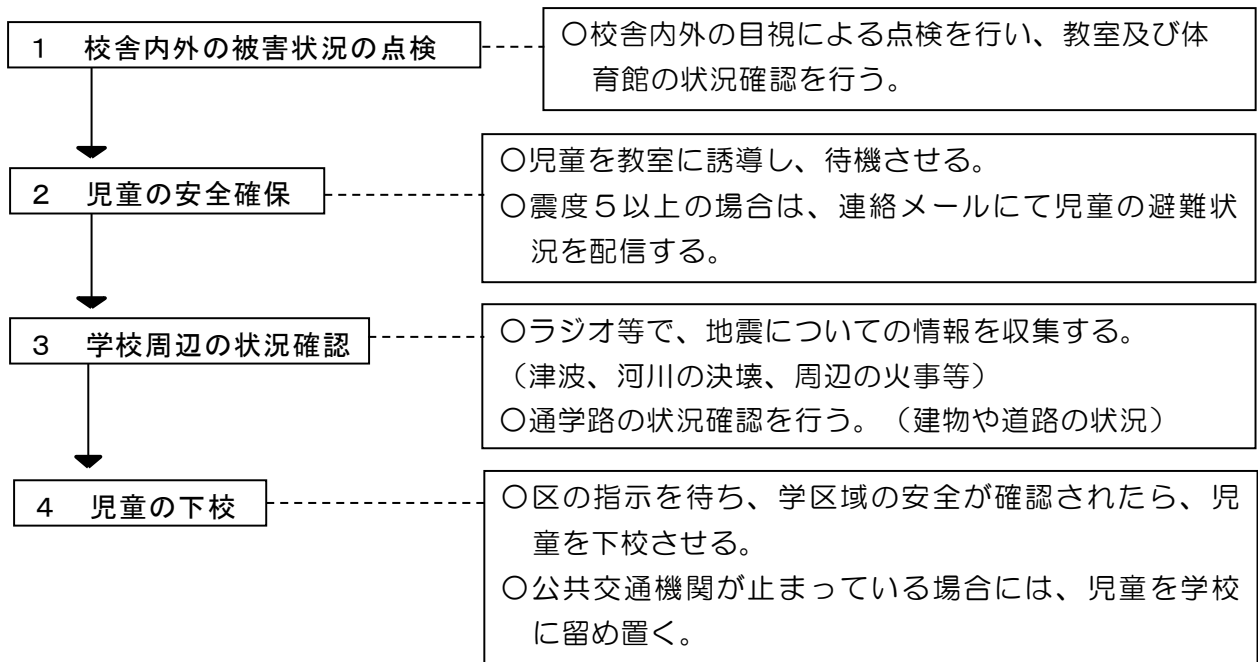 １　校舎内外の被害状況の点検
〇校舎内外の目視による点検を行い、教室及び体
育館の状況確認を行う。
２　児童の安全確保
〇児童を教室に誘導し、待機させる。
〇震度５以上の場合は、連絡メールにて児童の避難状
況を配信する。
３　学校周辺の状況確認
〇ラジオ等で、地震についての情報を収集する。
（津波、河川の決壊、周辺の火事等）
〇通学路の状況確認を行う。（建物や道路の状況）
４　児童の下校
〇区の指示を待ち、学区域の安全が確認されたら、児
童を下校させる。
〇公共交通機関が止まっている場合には、児童を学校
に留め置く。